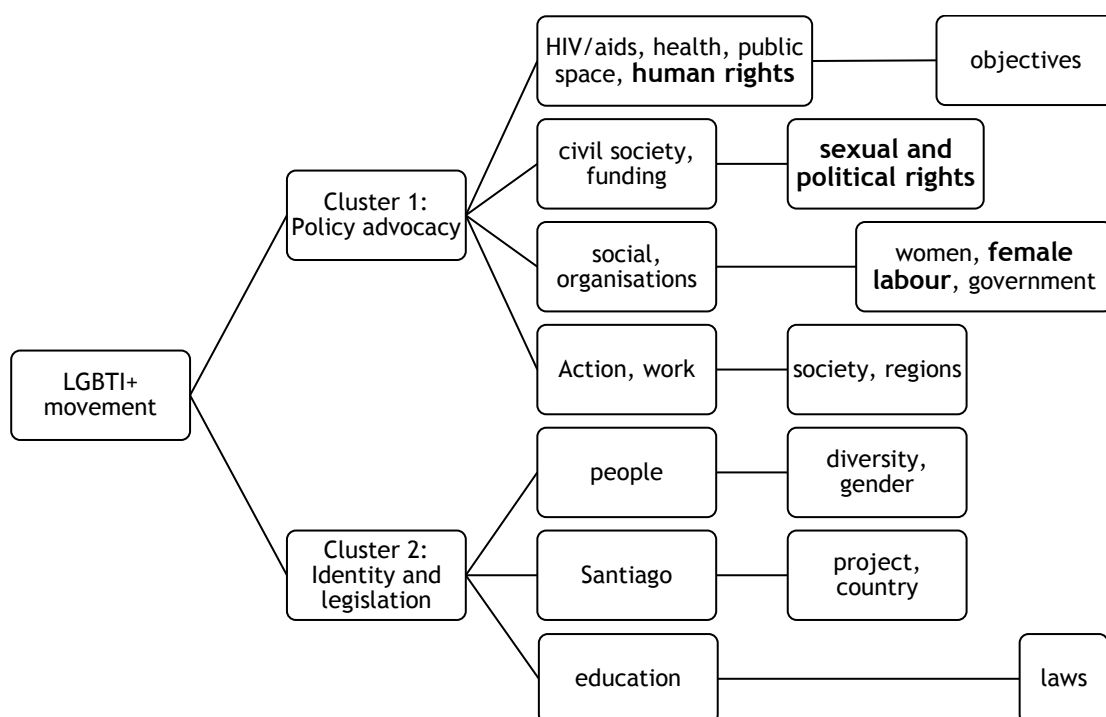 HIV/aids, health, public
space, human rights
objectives
civil society,
funding
sexual and
political rights
Cluster 1:
Policy advocacy
social,
organisations
women, female
labour, government
LGBTI+
movement
Action, work
society, regions
people
diversity,
gender
Cluster 2:
Identity and
legislation
Santiago
project,
country
education
laws